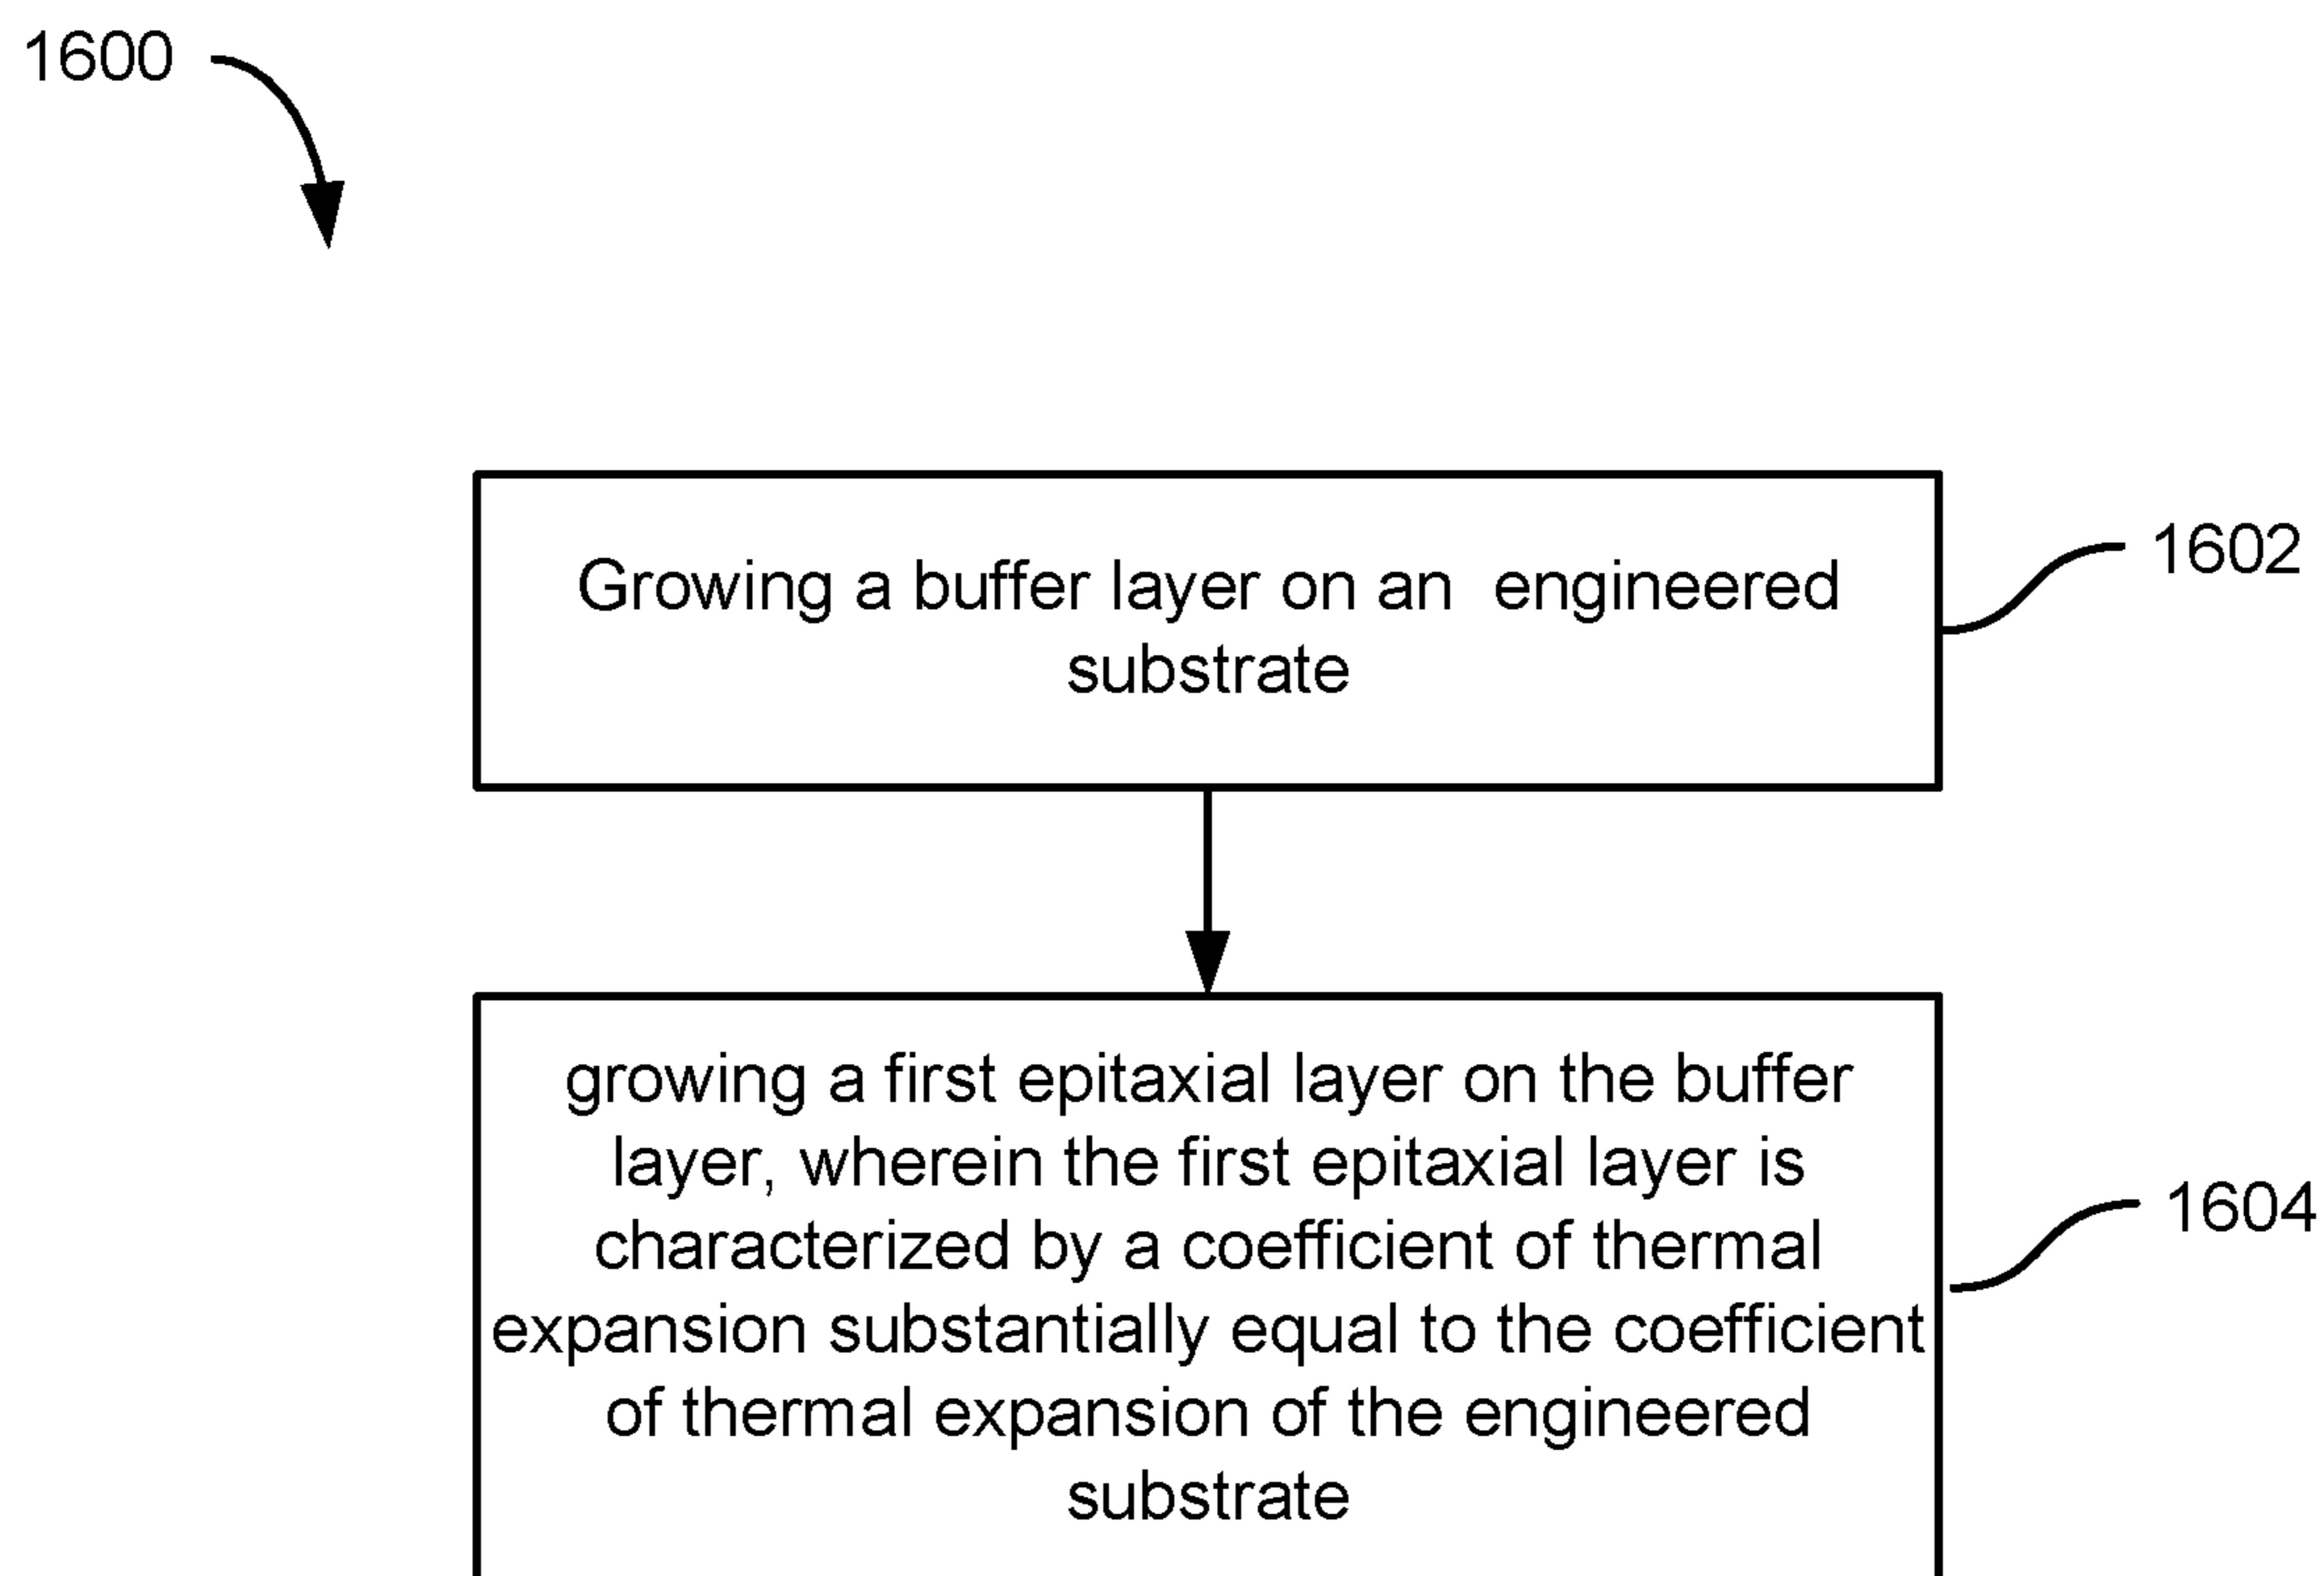 1600
Growing a buffer layer on an engineered
substrate
1602
growing a first epitaxial layer on the buffer
layer, wherein the first epitaxial layer is
characterized by a coefficient of thermal
expansion substantially equal to the coefficient
of thermal expansion of the engineered
substrate
1604